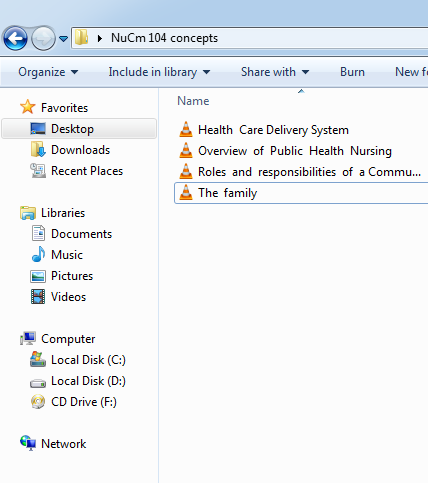 NuCm 104 concepts
Organize Include in library Share with Burn New f
Name
Favorites
Desktop
Downloads
Recent Places
Libraries
Documents
Music
Pictures
Videos
Computer
Local Disk (C:)
Local Disk (D:)
CD Drive (F:)
Network
Health Care Delivery System
Overview of Public Health Nursing
Roles and responsibilities of a Commu...
The family